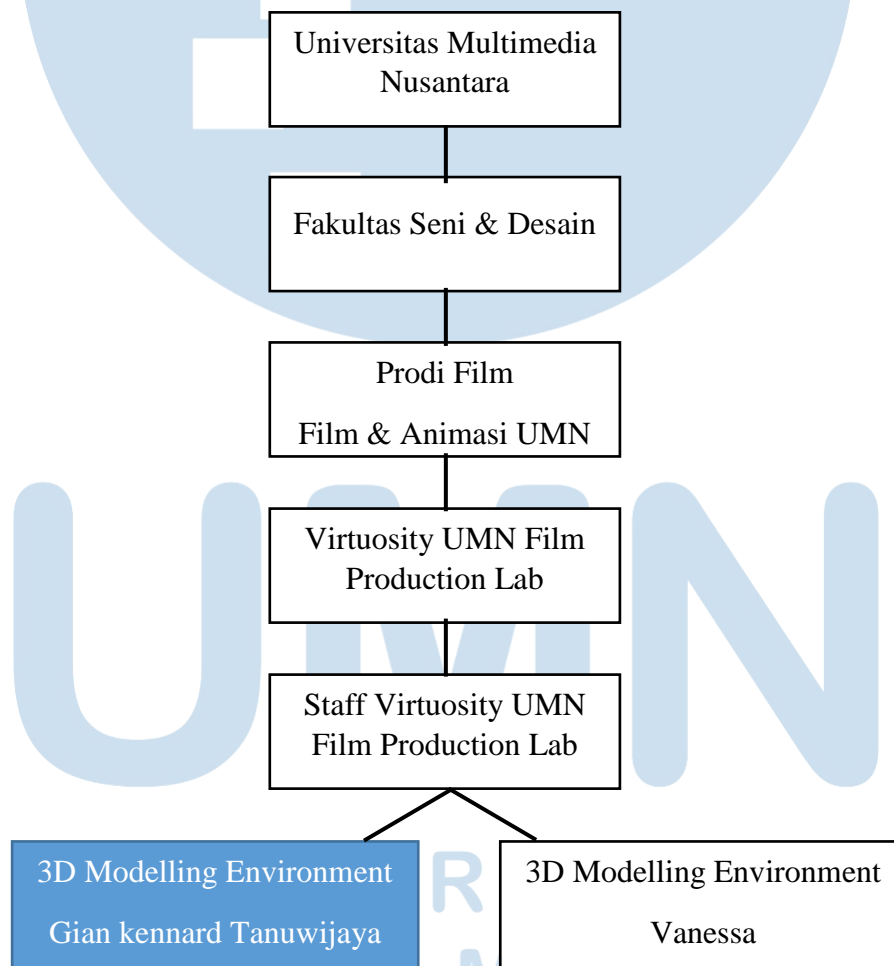 Universitas Multimedia
Nusantara
Fakultas Seni & Desain
Prodi Film
Film & Animasi UMN
Virtuosity UMN Film
Production Lab
UMN
Staff Virtuosity UMN
Film Production Lab
3D Modelling Environment
Gian kennard Tanuwijaya
R
3D Modelling Environment
Vanessa